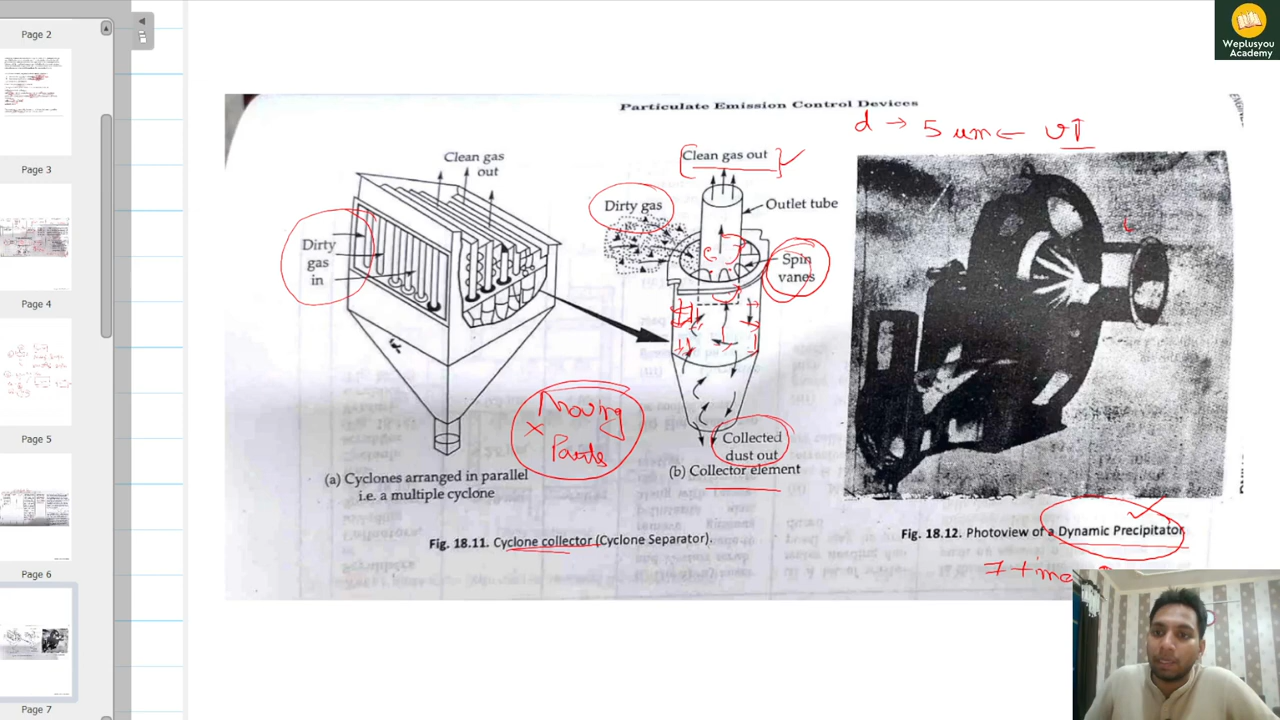 Page 2
Page 3
Page 4
Page 5
Page 6
Page 7
Weplusyou
Academy
Particulate Emission Control Devices
d → 5 um ← v↑
Clean gas
out
Dirty
gas
in
Clean gas out
Dirty gas
Outlet tube
Spin
vanes
Moving
× Parts
Collected
dust out
(a) Cyclones arranged in parallel
i.e. a multiple cyclone
(b) Collector element
Fig. 18.11. Cyclone collector (Cyclone Separator).
Fig. 18.12. Photoview of a Dynamic Precipitator
7 time